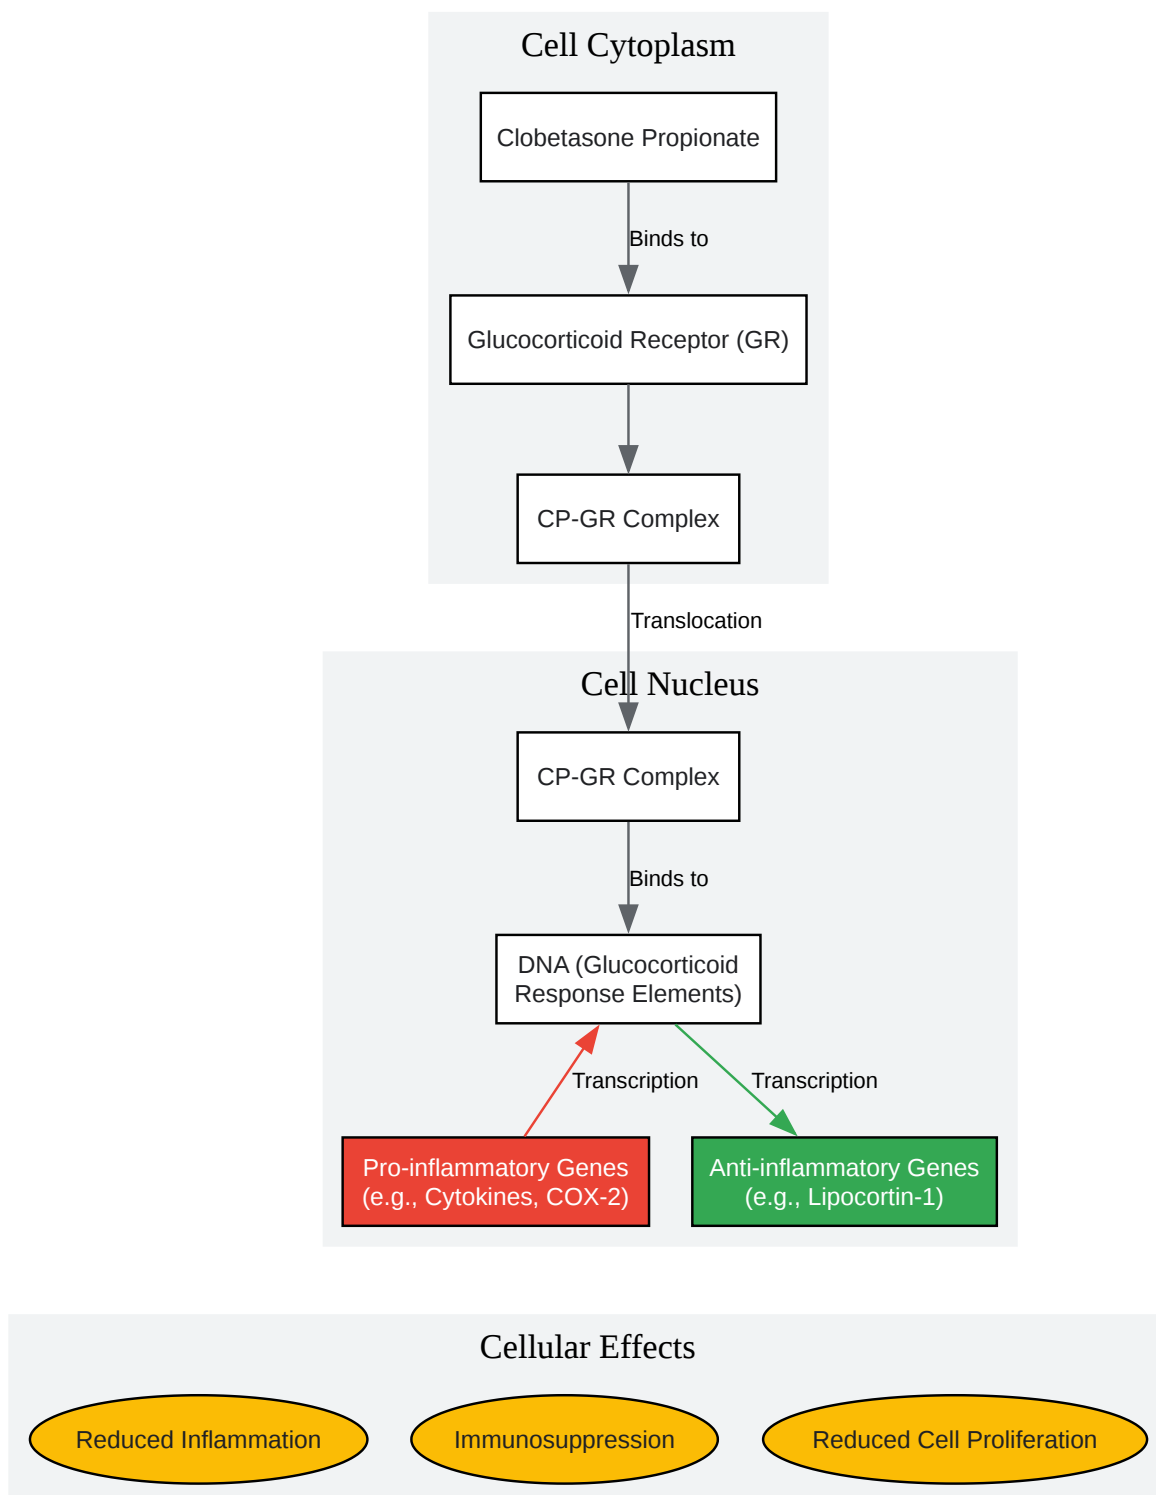 Cell Cytoplasm
Clobetasone Propionate
Binds to
Glucocorticoid Receptor (GR)
CP-GR Complex
Translocation
Cell Nucleus
CP-GR Complex
Binds to
DNA (Glucocorticoid
Response Elements)
Transcription
Transcription
Pro-inflammatory Genes
(e.g., Cytokines, COX-2)
Anti-inflammatory Genes
(e.g., Lipocortin-1)
Cellular Effects
Reduced Inflammation
Immunosuppression
Reduced Cell Proliferation